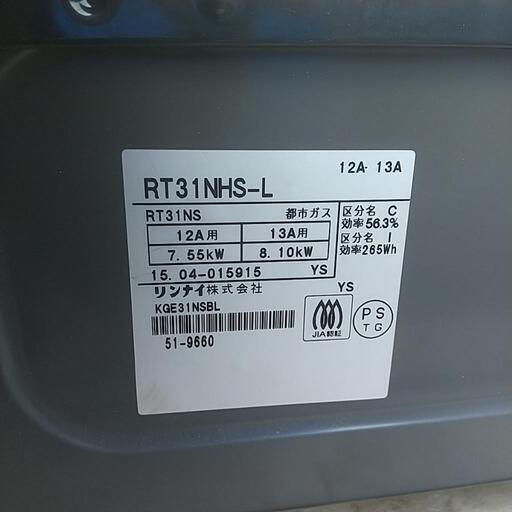 12A・13A
RT31NHS-L
RT31NS 都市ガス
12A用 13A用
7.55kW 8.10kW
区分名 C
効率56.3%
区分名 I
効率265Wh
15.04-015915 YS
リンナイ株式会社
YS
KGE31NSBL
51-9660
JIA認証
PS
TG